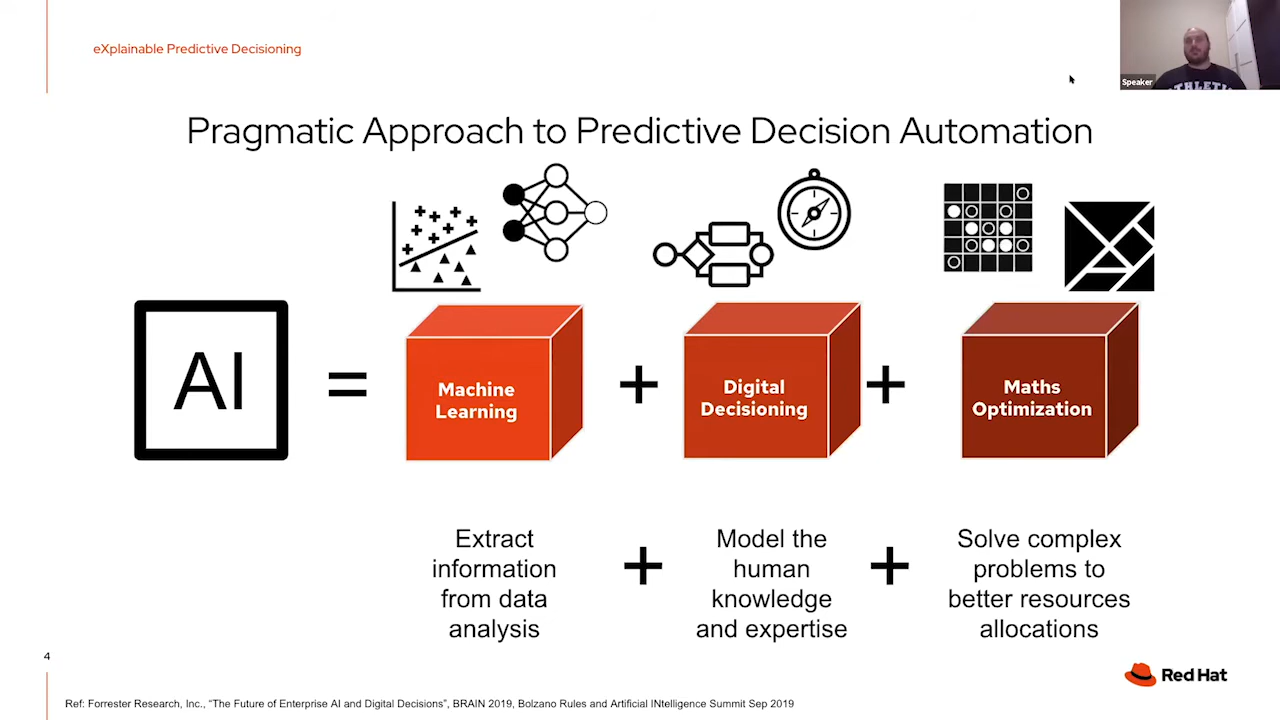 eXplainable Predictive Decisioning
Speaker
ATHLETIC
Pragmatic Approach to Predictive Decision Automation
AI
=
Machine
Learning
+
Digital
Decisioning
+
Maths
Optimization
Extract
information
from data
analysis
+
Model the
human
knowledge
and expertise
+
Solve complex
problems to
better resources
allocations
4
Red Hat
Ref: Forrester Research, Inc., “The Future of Enterprise AI and Digital Decisions”, BRAIN 2019, Bolzano Rules and Artificial INtelligence Summit Sep 2019